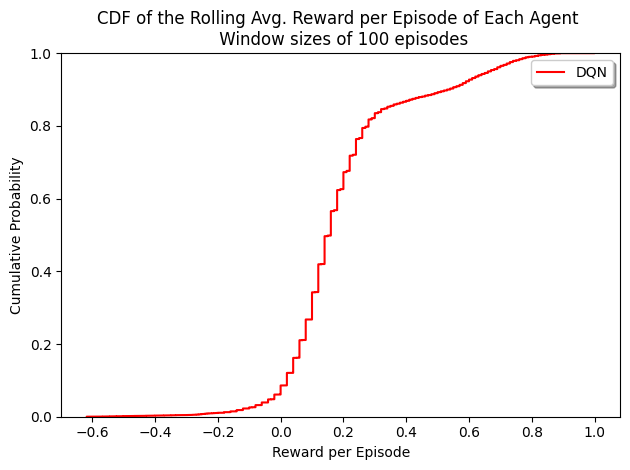 CDF of the Rolling Avg. Reward per Episode of Each Agent
Window sizes of 100 episodes
DQN
Cumulative Probability
1.0
0.8
0.6
0.4
0.2
0.0
−0.6 −0.4 −0.2 0.0 0.2 0.4 0.6 0.8 1.0
Reward per Episode